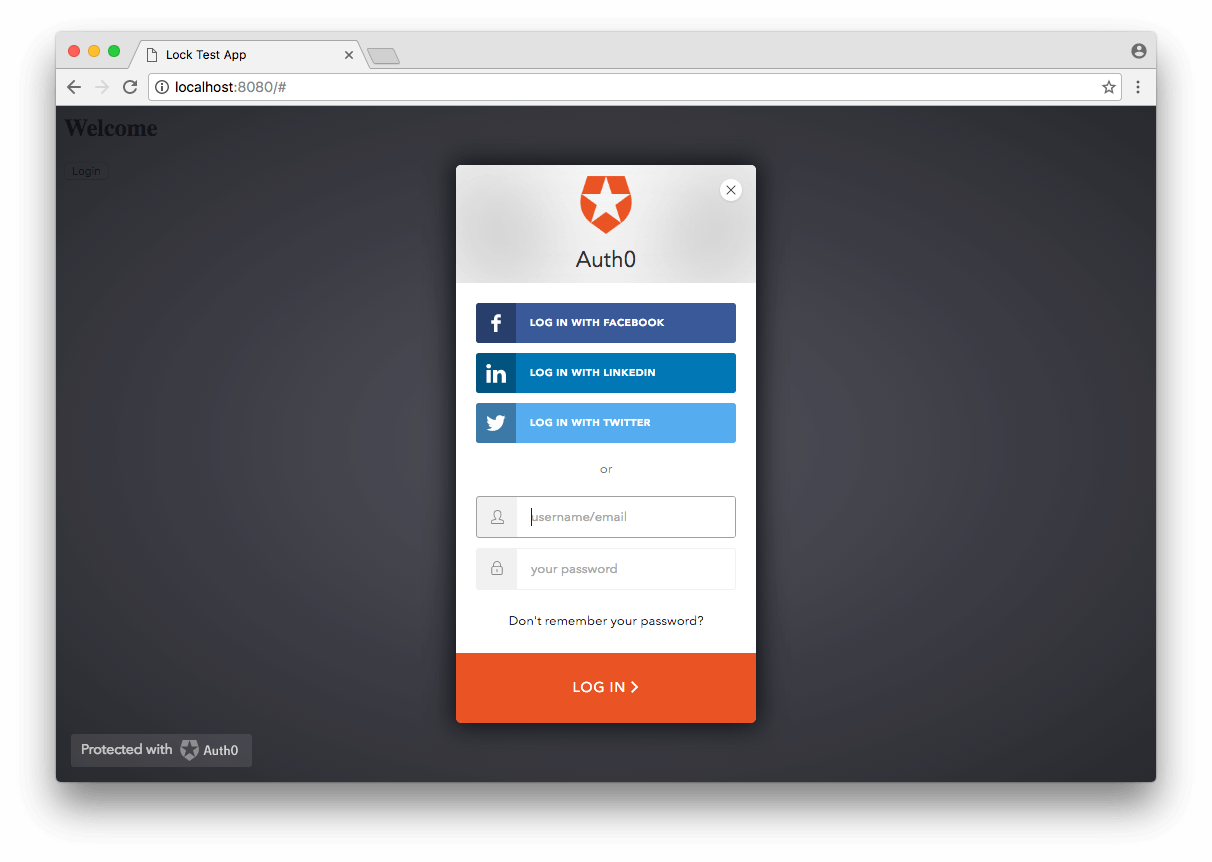 Lock Test App
localhost:8080/#
Welcome
Login
Auth0
LOG IN WITH FACEBOOK
in LOG IN WITH LINKEDIN
LOG IN WITH TWITTER
or
username/email
your password
Don't remember your password?
LOG IN
Protected with Auth0